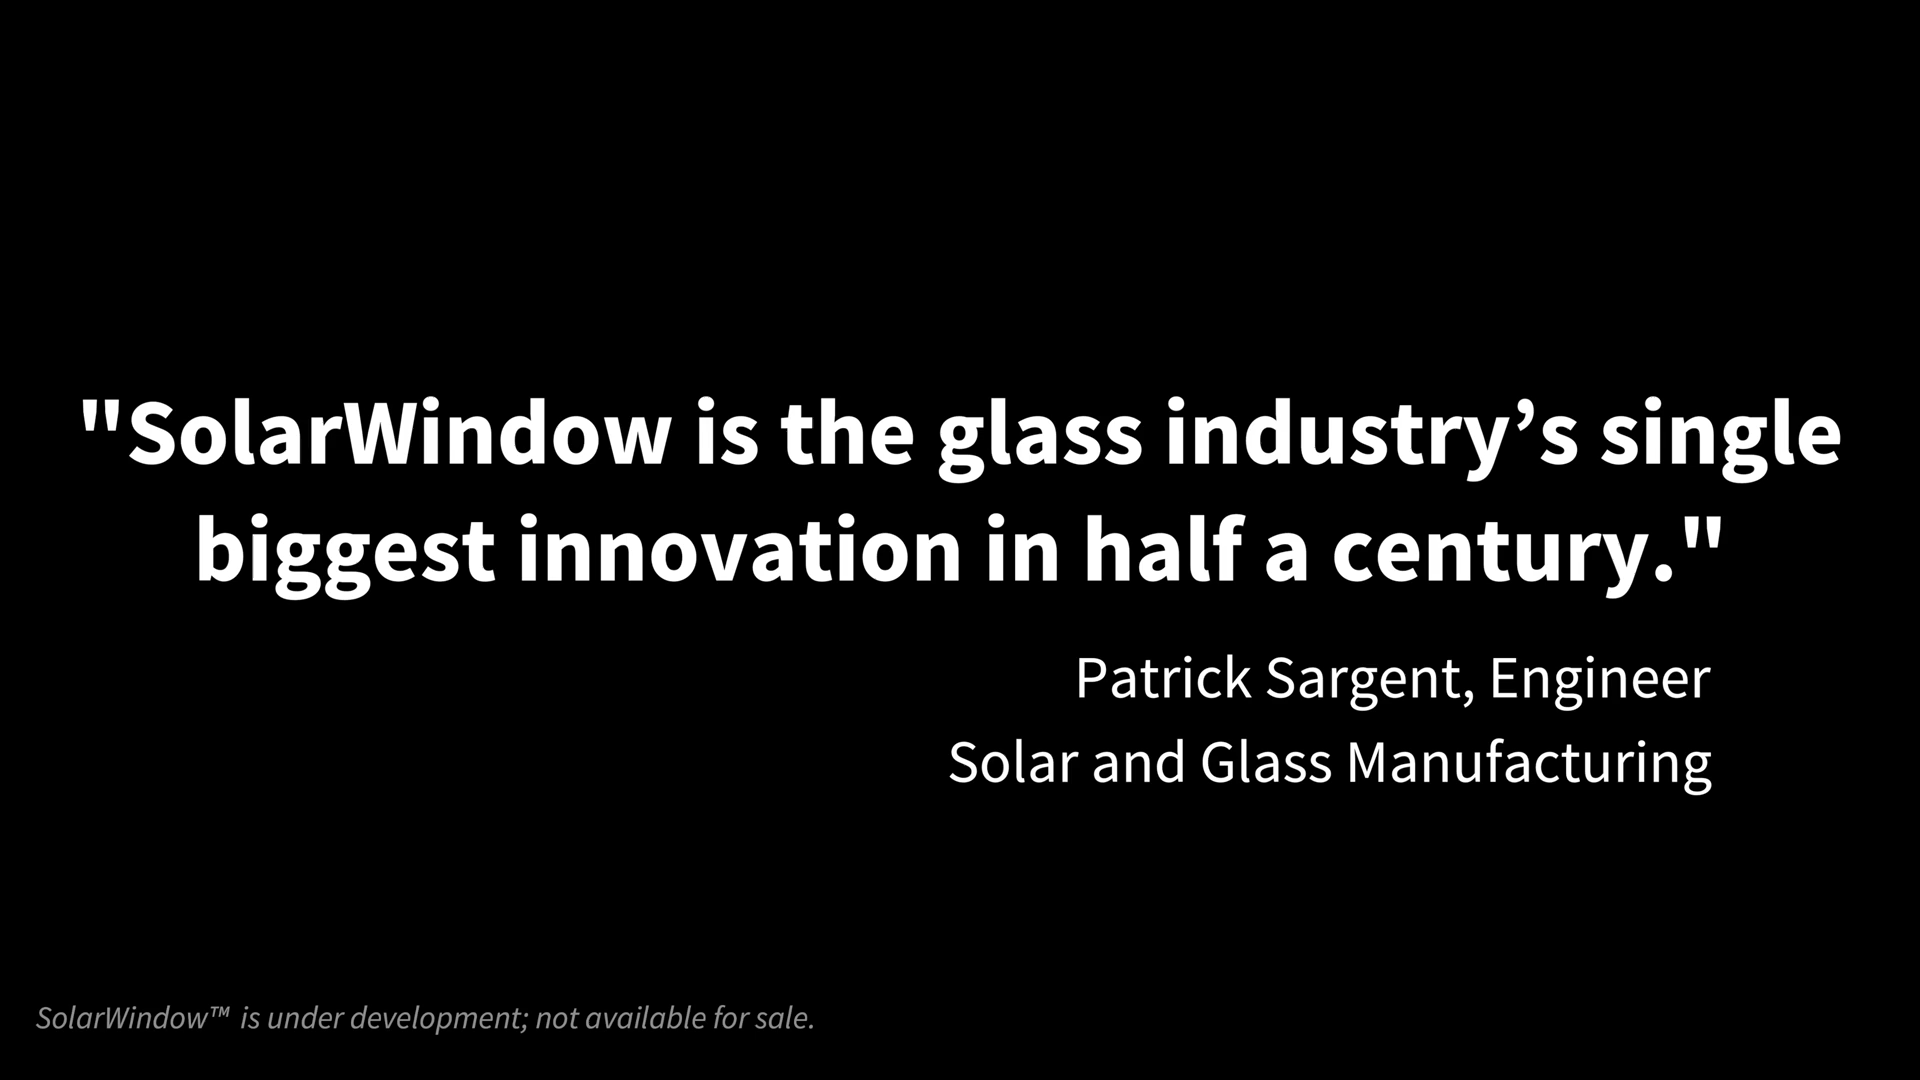 "SolarWindow is the glass industry’s single
biggest innovation in half a century."
Patrick Sargent, Engineer
Solar and Glass Manufacturing
SolarWindow™ is under development; not available for sale.